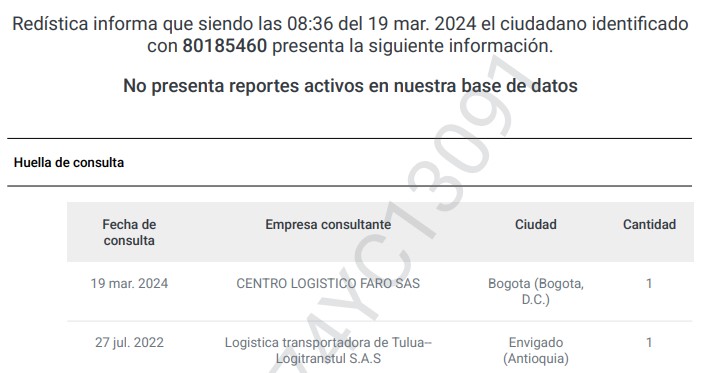 Redística informa que siendo las 08:36 del 19 mar. 2024 el ciudadano identificado
con 80185460 presenta la siguiente información.
No presenta reportes activos en nuestra base de datos
Huella de consulta
Fecha de consulta Empresa consultante Ciudad Cantidad
19 mar. 2024 CENTRO LOGISTICO FARO SAS Bogota (Bogota, D.C.) 1
27 jul. 2022 Logistica transportadora de Tulua-- Logitranstul S.A.S Envigado (Antioquia) 1
74YC13091